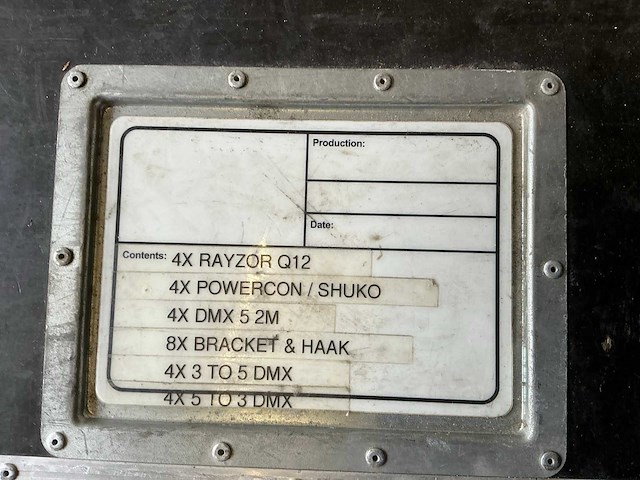 Production:
Date:
Contents: 4X RAYZOR Q12
4X POWERCON / SHUKO
4X DMX 5 2M
8X BRACKET & HAAK
4X 3 TO 5 DMX
4X 5 TO 3 DMX